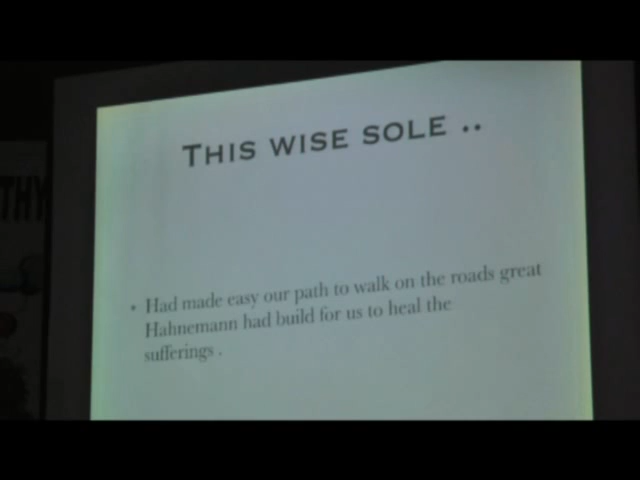 THIS WISE SOLE ..
• Had made easy our path to walk on the roads great
Hahnemann had build for us to heal the
sufferings .
THY